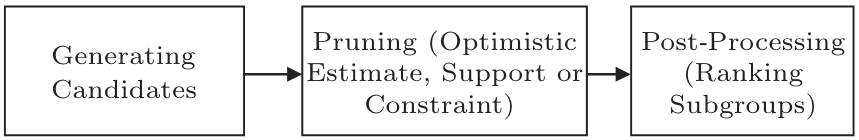 Generating
Candidates
Pruning (Optimistic
Estimate, Support or
Constraint)
Post-Processing
(Ranking
Subgroups)